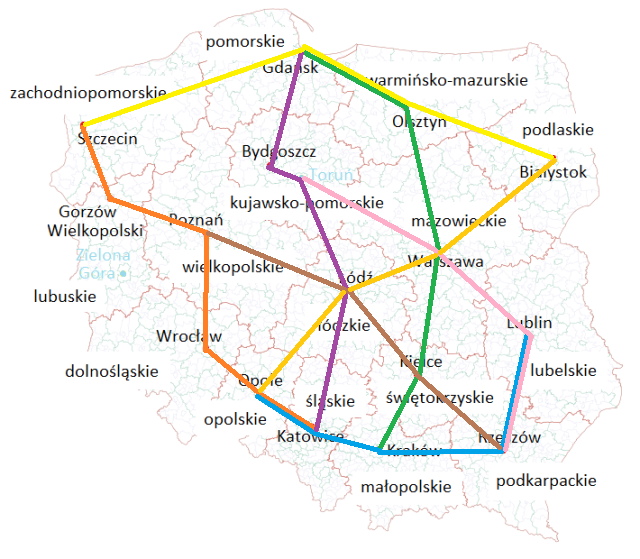 pomorskie
Gdańsk
warmińsko-mazurskie
zachodniopomorskie
Olsztyn
podlaskie
Szczecin
Bydgoszcz
Białystok
Toruń
kujawsko-pomorskie
Gorzów
Wielkopolski
Poznań
mazowieckie
Zielona
Góra
wielkopolskie
Warszawa
lubuskie
ódź
łódzkie
Lublin
Wrocław
Kielce
lubelskie
dolnośląskie
Opole
śląskie
świętokrzyskie
opolskie
Katowice
Kraków
Rzeszów
małopolskie
podkarpackie